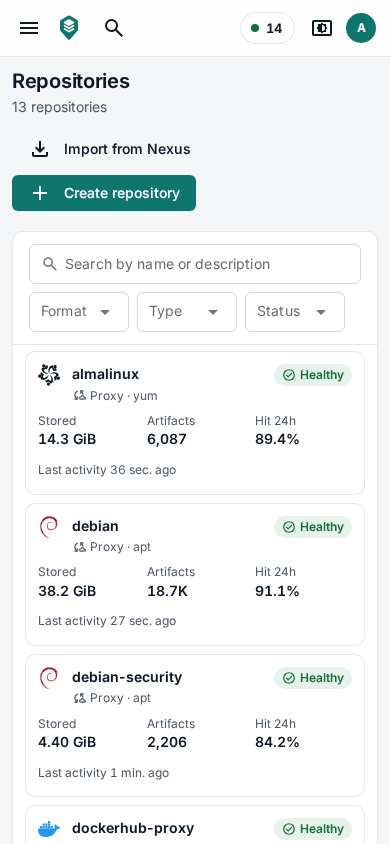 14
A
Repositories
13 repositories
Import from Nexus
Create repository
Search by name or description
Format
Type
Status
almalinux
Healthy
Proxy · yum
Stored
Artifacts
Hit 24h
14.3 GiB
6,087
89.4%
Last activity 36 sec. ago
debian
Healthy
Proxy · apt
Stored
Artifacts
Hit 24h
38.2 GiB
18.7K
91.1%
Last activity 27 sec. ago
debian-security
Healthy
Proxy · apt
Stored
Artifacts
Hit 24h
4.40 GiB
2,206
84.2%
Last activity 1 min. ago
dockerhub-proxy
Healthy